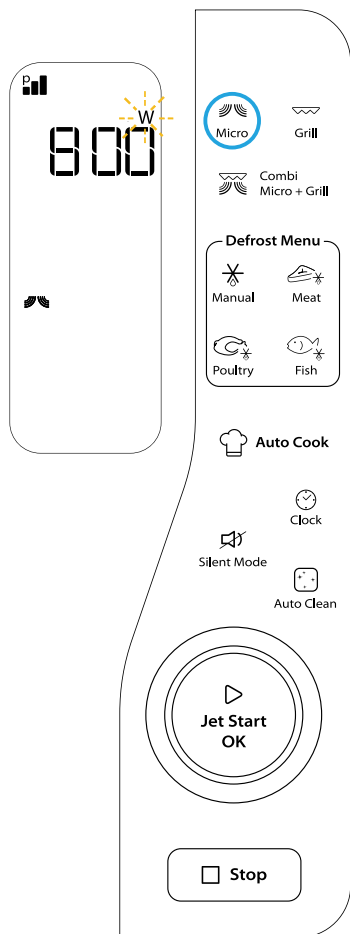 P
W
800
Micro
Grill
Combi
Micro + Grill
Defrost Menu
Manual
Meat
Poultry
Fish
Auto Cook
Clock
Silent Mode
Auto Clean
Jet Start
OK
Stop